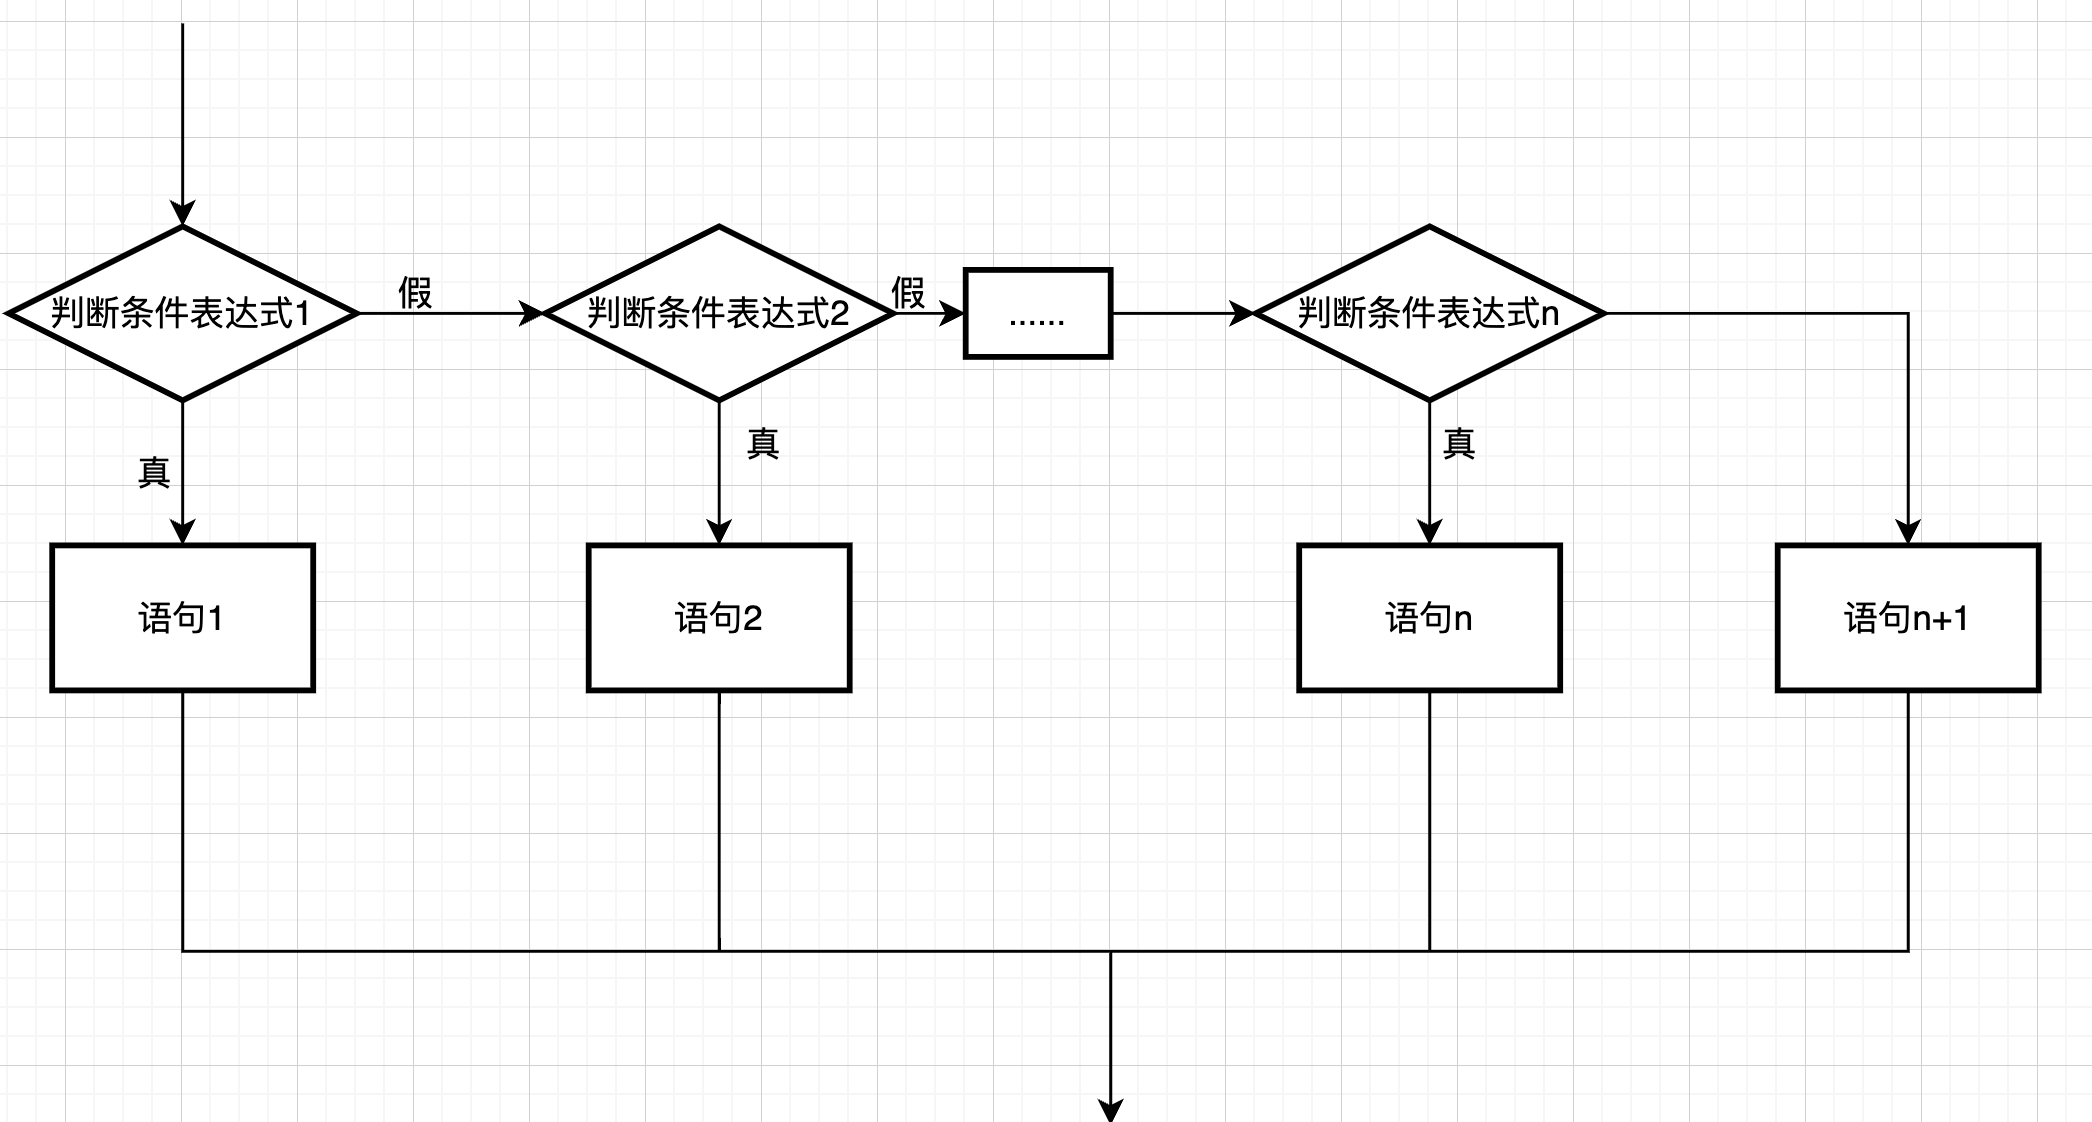 假
假
判断条件表达式1
判断条件表达式2
......
判断条件表达式n
真
真
真
语句1
语句2
语句n
语句n+1